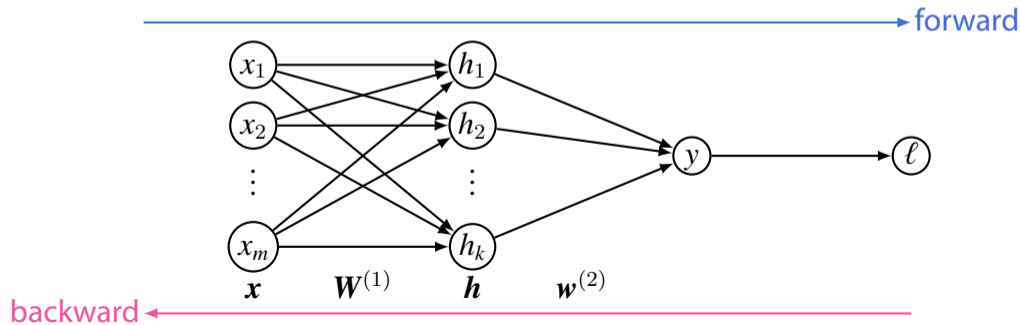 forward
x₁ h₁
x₂ h₂
y ℓ
⋮ ⋮
xₘ hₖ
x W⁽¹⁾ h w⁽²⁾
backward